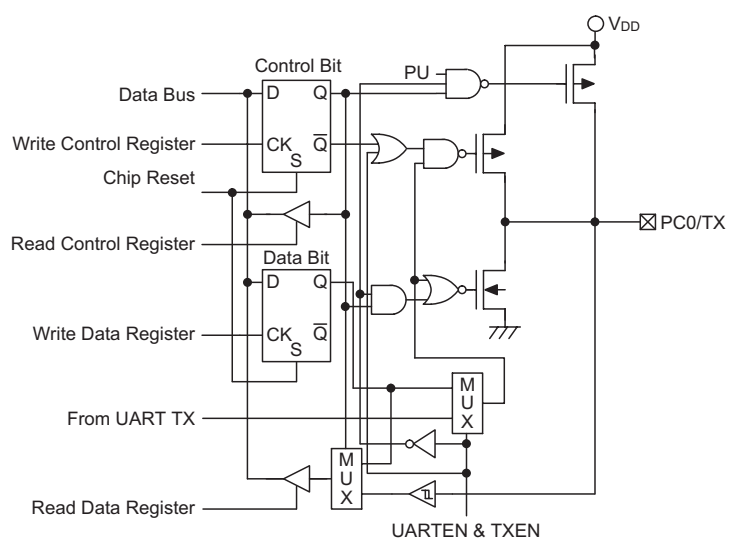 VDD
Control Bit
PU
Data Bus
D
Q
Write Control Register
CK
Q
S
Chip Reset
PC0/TX
Read Control Register
Data Bit
D
Q
Write Data Register
CK
Q
S
M
U
X
From UART TX
M
U
X
Read Data Register
UARTEN & TXEN